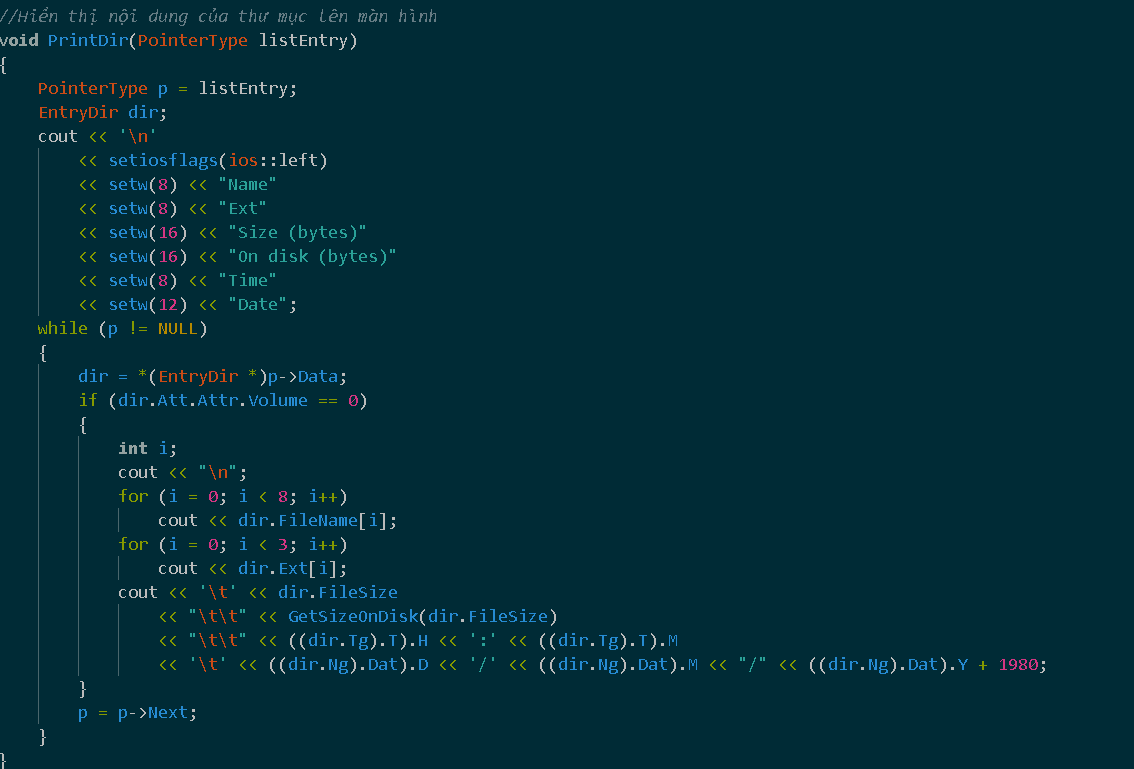 //Hiển thị nội dung của thư mục lên màn hình
void PrintDir(PointerType listEntry)
{
    PointerType p = listEntry;
    EntryDir dir;
    cout << '\n'
        << setiosflags(ios::left)
        << setw(8) << "Name"
        << setw(8) << "Ext"
        << setw(16) << "Size (bytes)"
        << setw(16) << "On disk (bytes)"
        << setw(8) << "Time"
        << setw(12) << "Date";
    while (p != NULL)
    {
        dir = *(EntryDir *)p->Data;
        if (dir.Att.Attr.Volume == 0)
        {
            int i;
            cout << "\n";
            for (i = 0; i < 8; i++)
                cout << dir.FileName[i];
            for (i = 0; i < 3; i++)
                cout << dir.Ext[i];
            cout << '\t' << dir.FileSize
                << "\t\t" << GetSizeOnDisk(dir.FileSize)
                << "\t\t" << ((dir.Tg).T).H << ':' << ((dir.Tg).T).M
                << '\t' << ((dir.Ng).Dat).D << '/' << ((dir.Ng).Dat).M << "/" << ((dir.Ng).Dat).Y + 1980;
        }
        p = p->Next;
    }
}